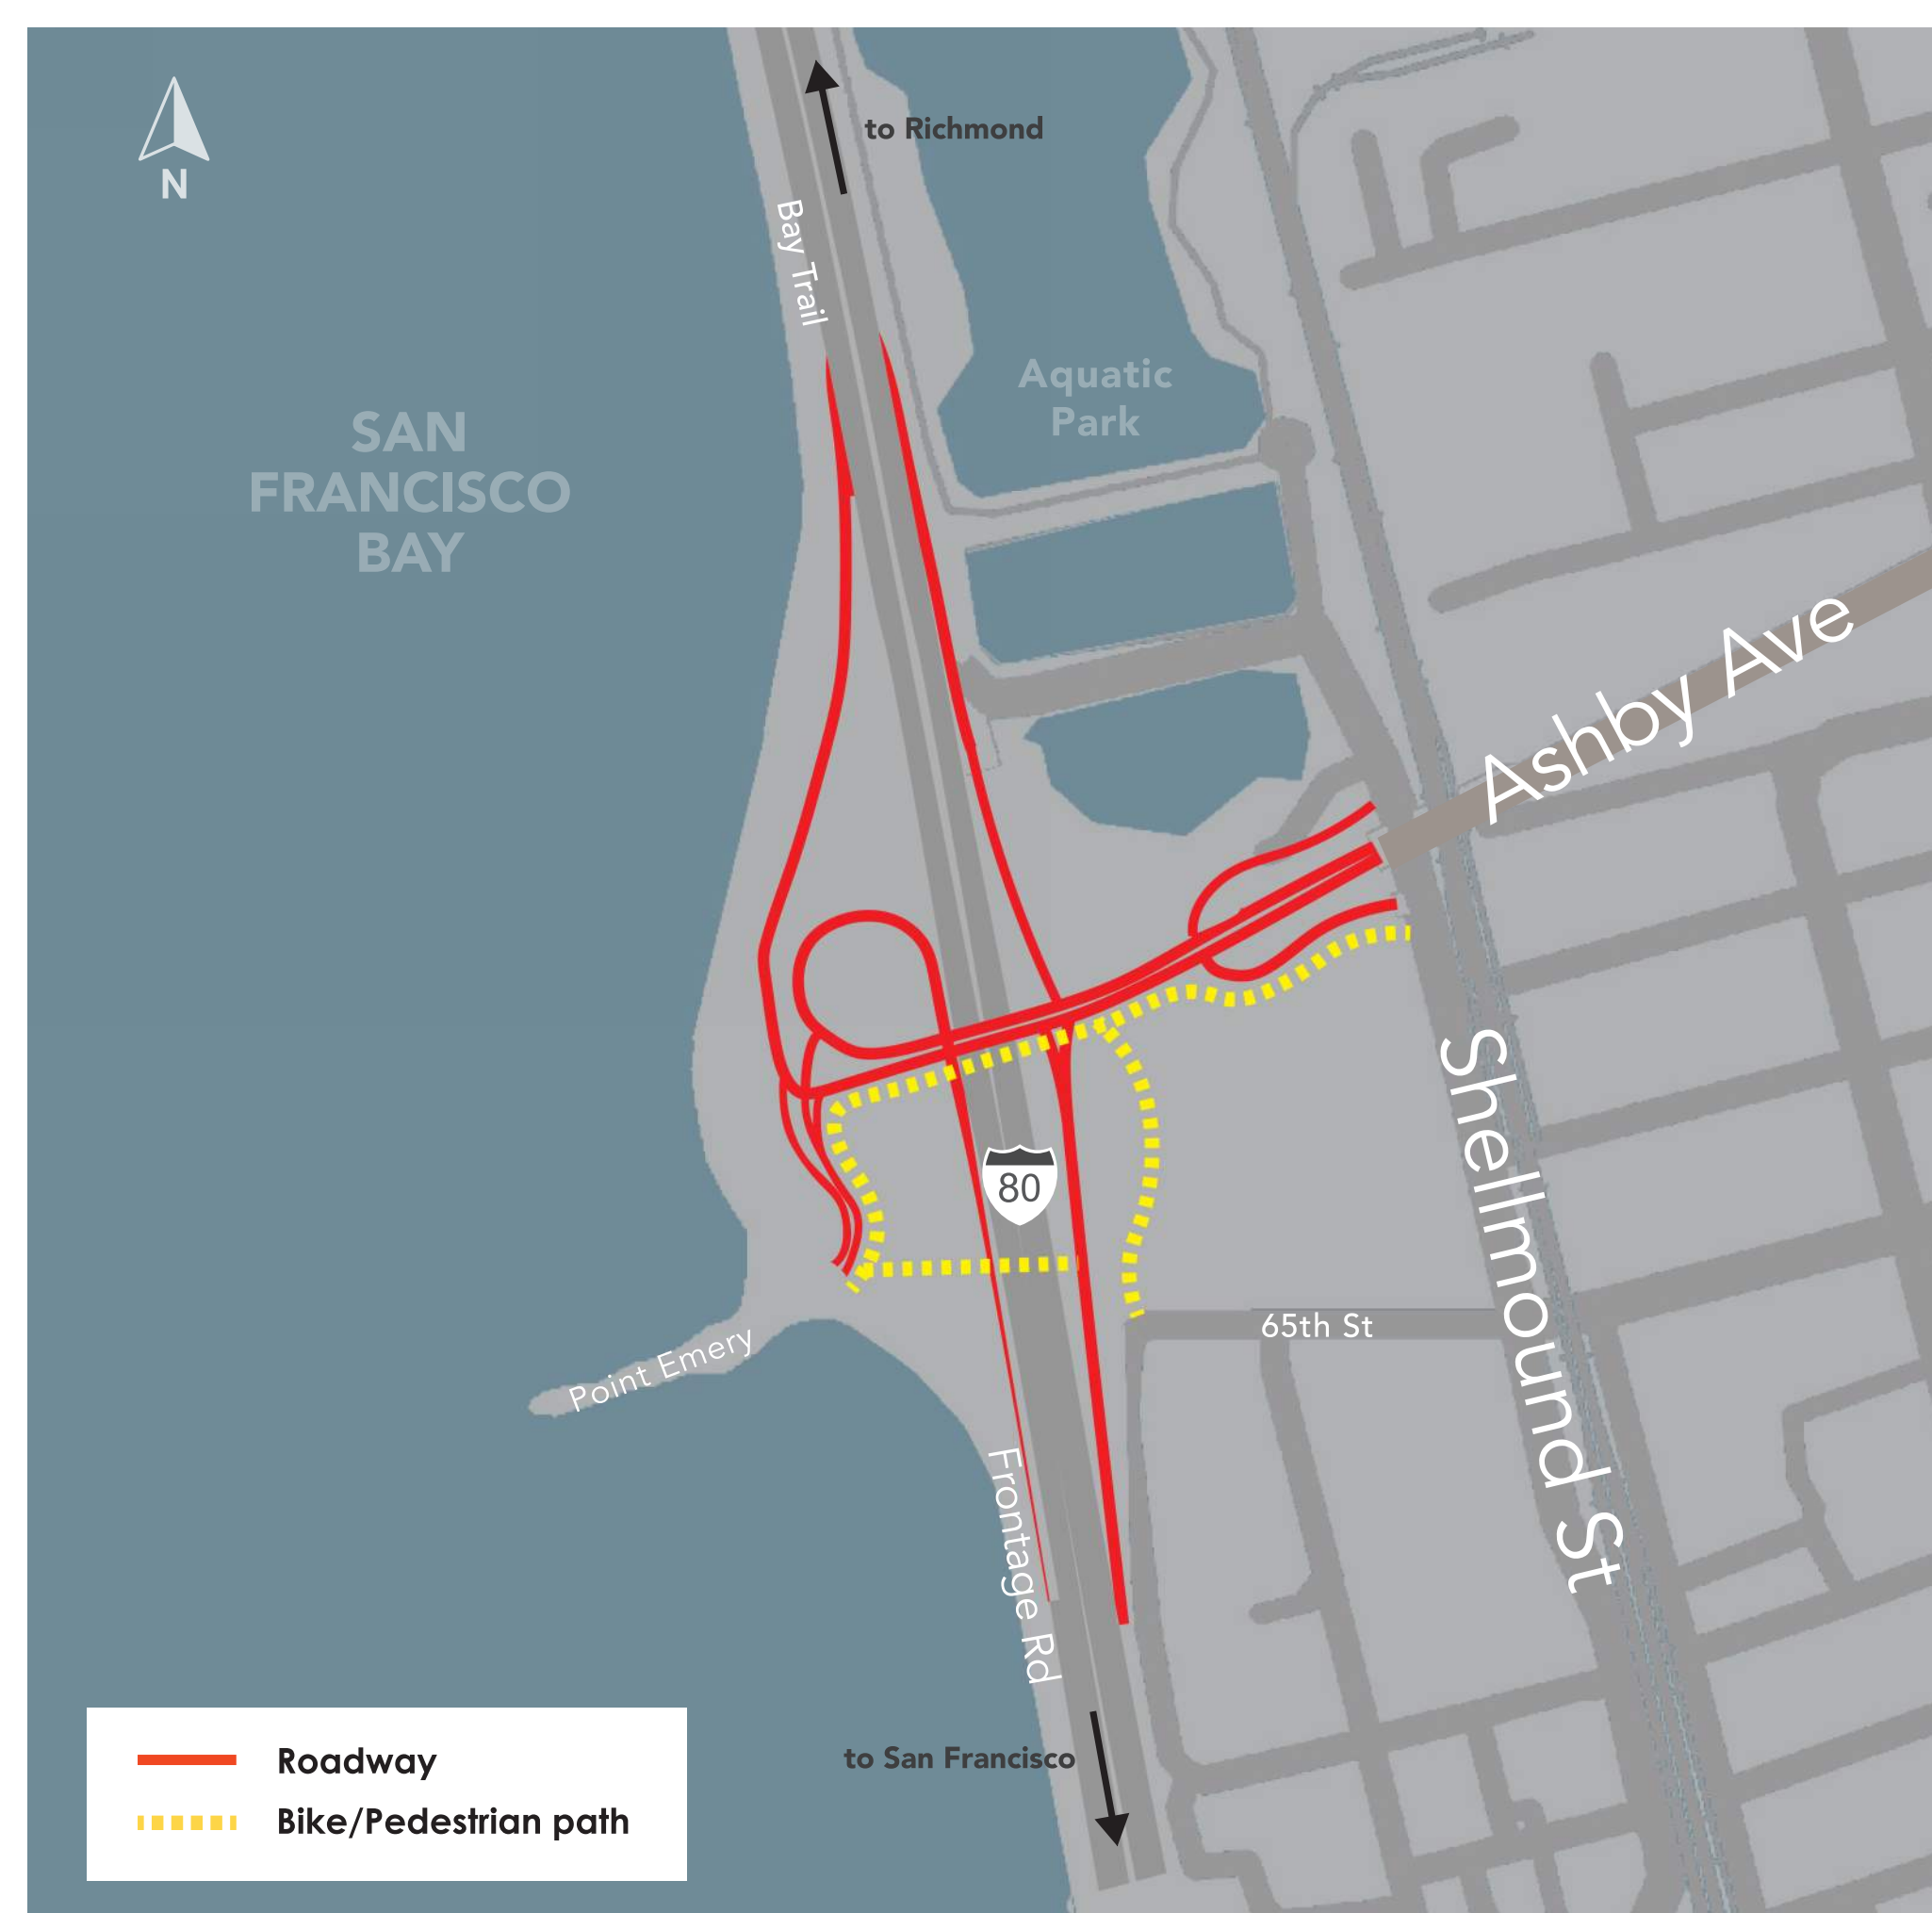 to Richmond
N
Bay Trail
Aquatic
Park
SAN
FRANCISCO
BAY
Ashby Ave
Shellmound St
80
65th St
Point Emery
Frontage Rd
to San Francisco
Roadway
Bike/Pedestrian path